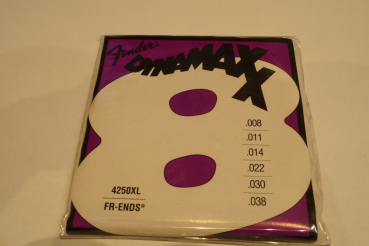 Fender
DYNAMAXX
8
.008
.011
.014
.022
.030
.038
4250XL
FR-ENDS®